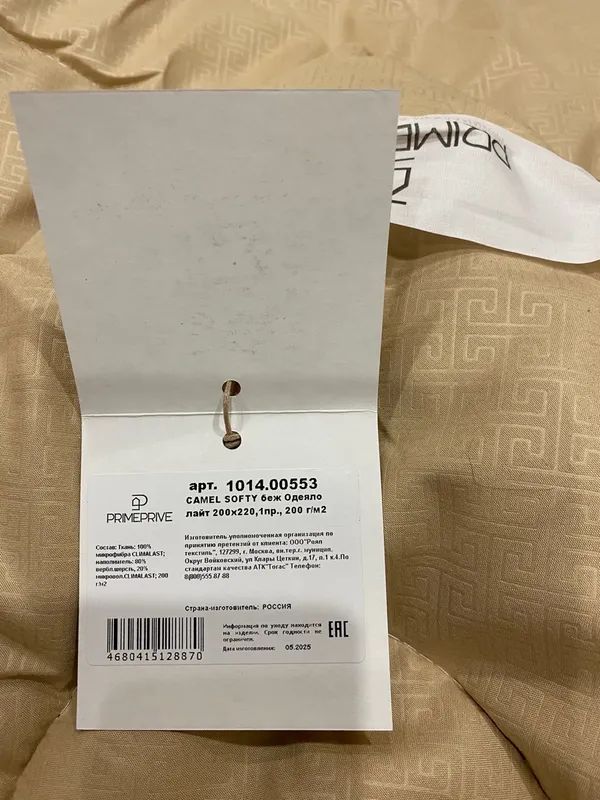 PRIME
арт. 1014.00553
CAMEL SOFTY беж Одеяло
лайт 200х220,1пр., 200 г/м2
PRIMEPRIVE
Состав: Ткань: 100%
микрофибра CLIMALAST;
наполнитель: 80%
вербл.шерсть, 20%
микровол.CLIMALAST; 200
г/м2
Изготовитель уполномоченная организация по
принятию претензий от клиента: ООО"Роял
текстиль", 127299, г. Москва, вн.тер.г. муницип.
Округ Войковский, ул Клары Цеткин, д.17, п.1 к.4.По
стандартам качества АТК"Тогас" Телефон:
8(800)555 87 88
Страна-изготовитель: РОССИЯ
Информация по уходу находится
на изделии. Срок годности не
ограничен.
Дата изготовления: 05.2025
EAC
4680415128870